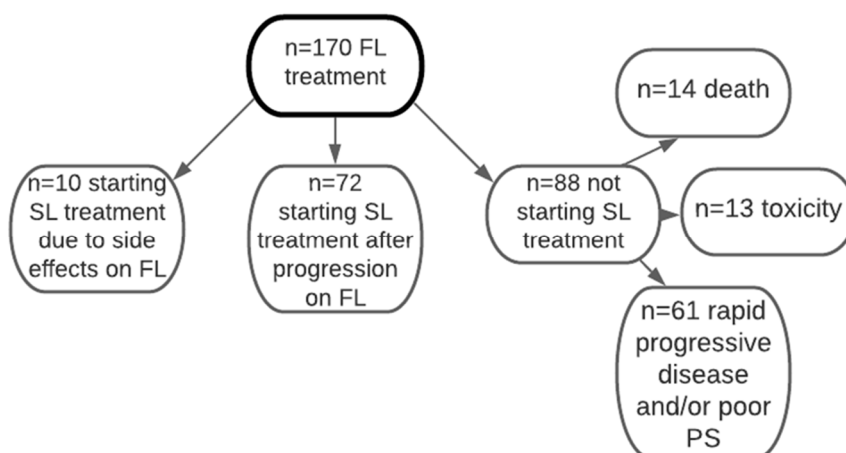 n=170 FL
treatment
n=14 death
n=10 starting
SL treatment
due to side
effects on FL
n=72
starting SL
treatment after
progression
on FL
n=88 not
starting SL
treatment
n=13 toxicity
n=61 rapid
progressive
disease
and/or poor
PS